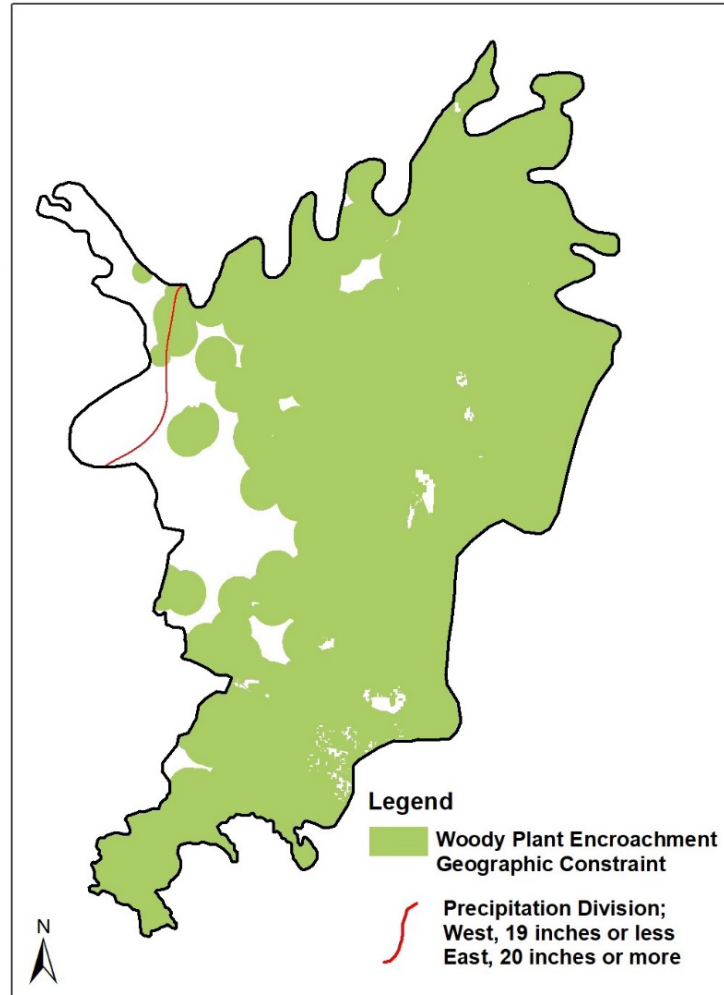 Legend
Woody Plant Encroachment
Geographic Constraint
Precipitation Division;
West, 19 inches or less
East, 20 inches or more
N